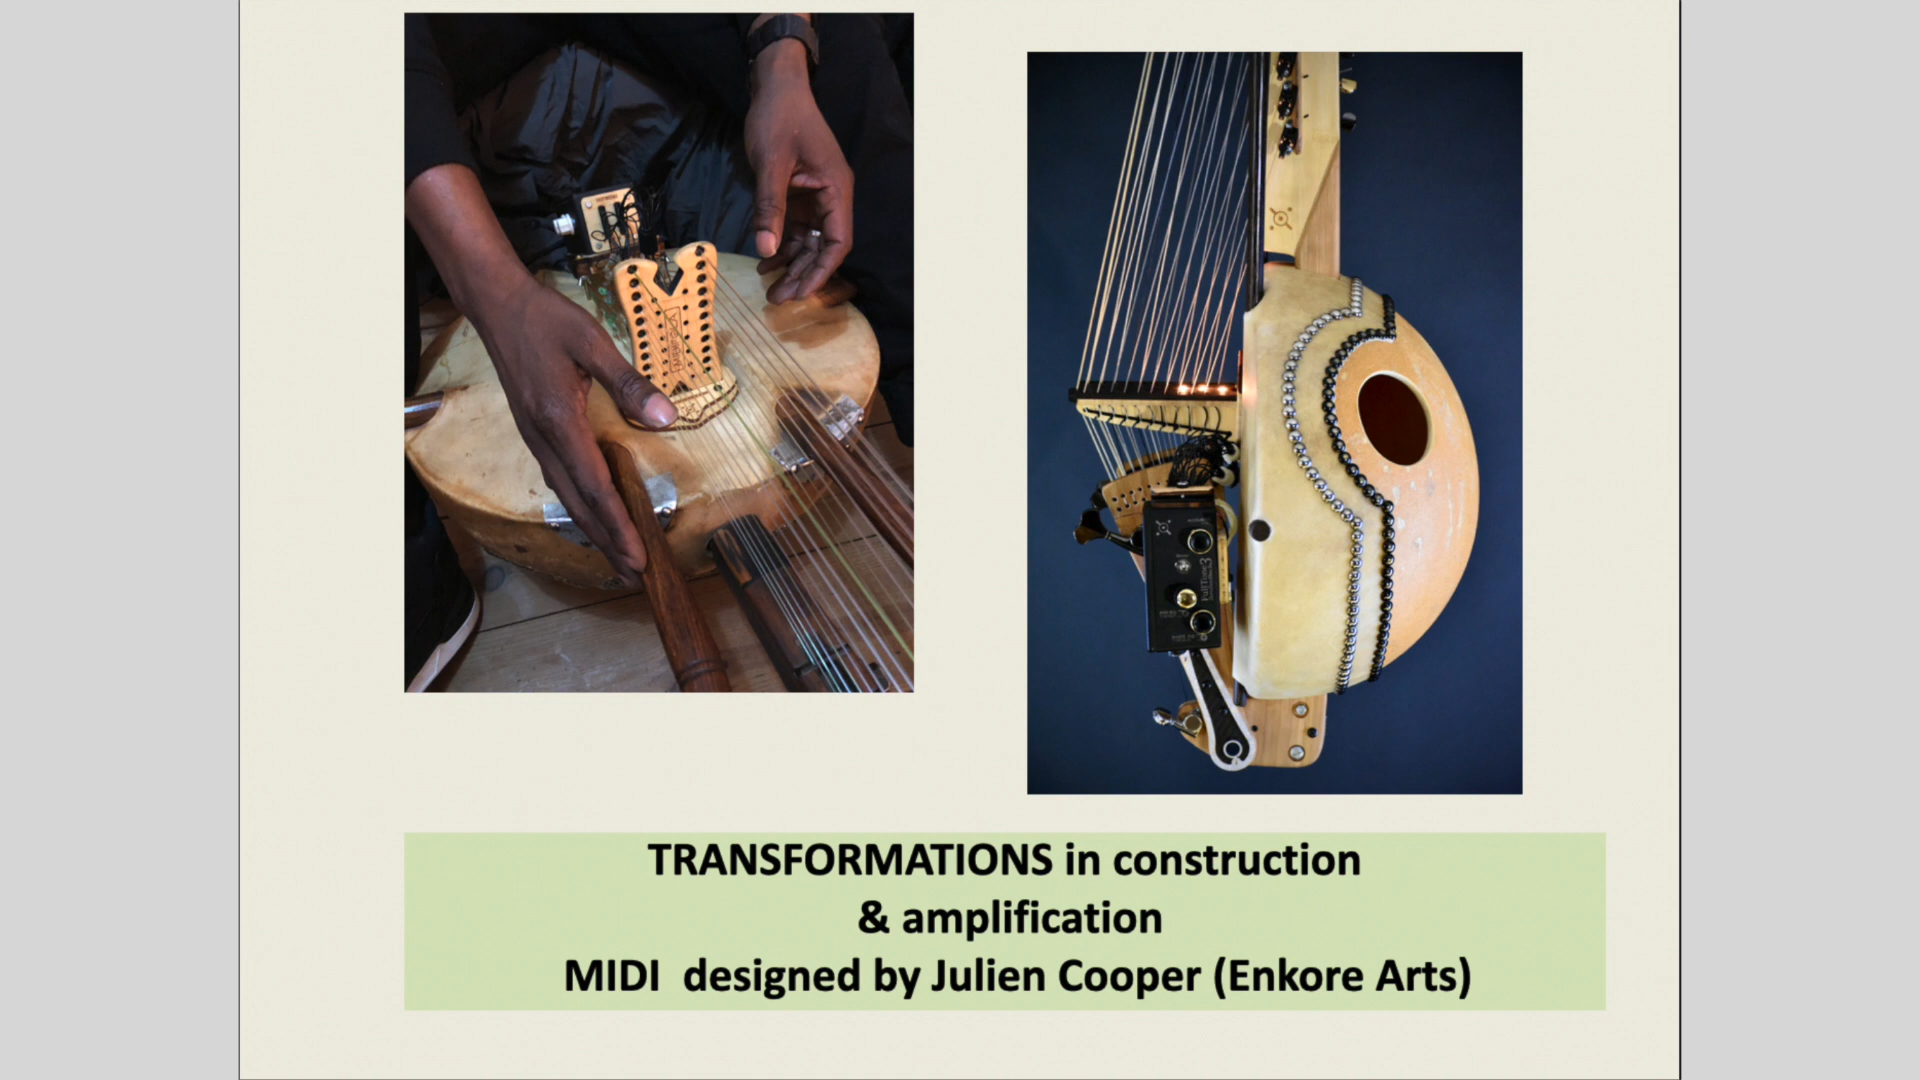 TRANSFORMATIONS in construction
& amplification
MIDI designed by Julien Cooper (Enkore Arts)